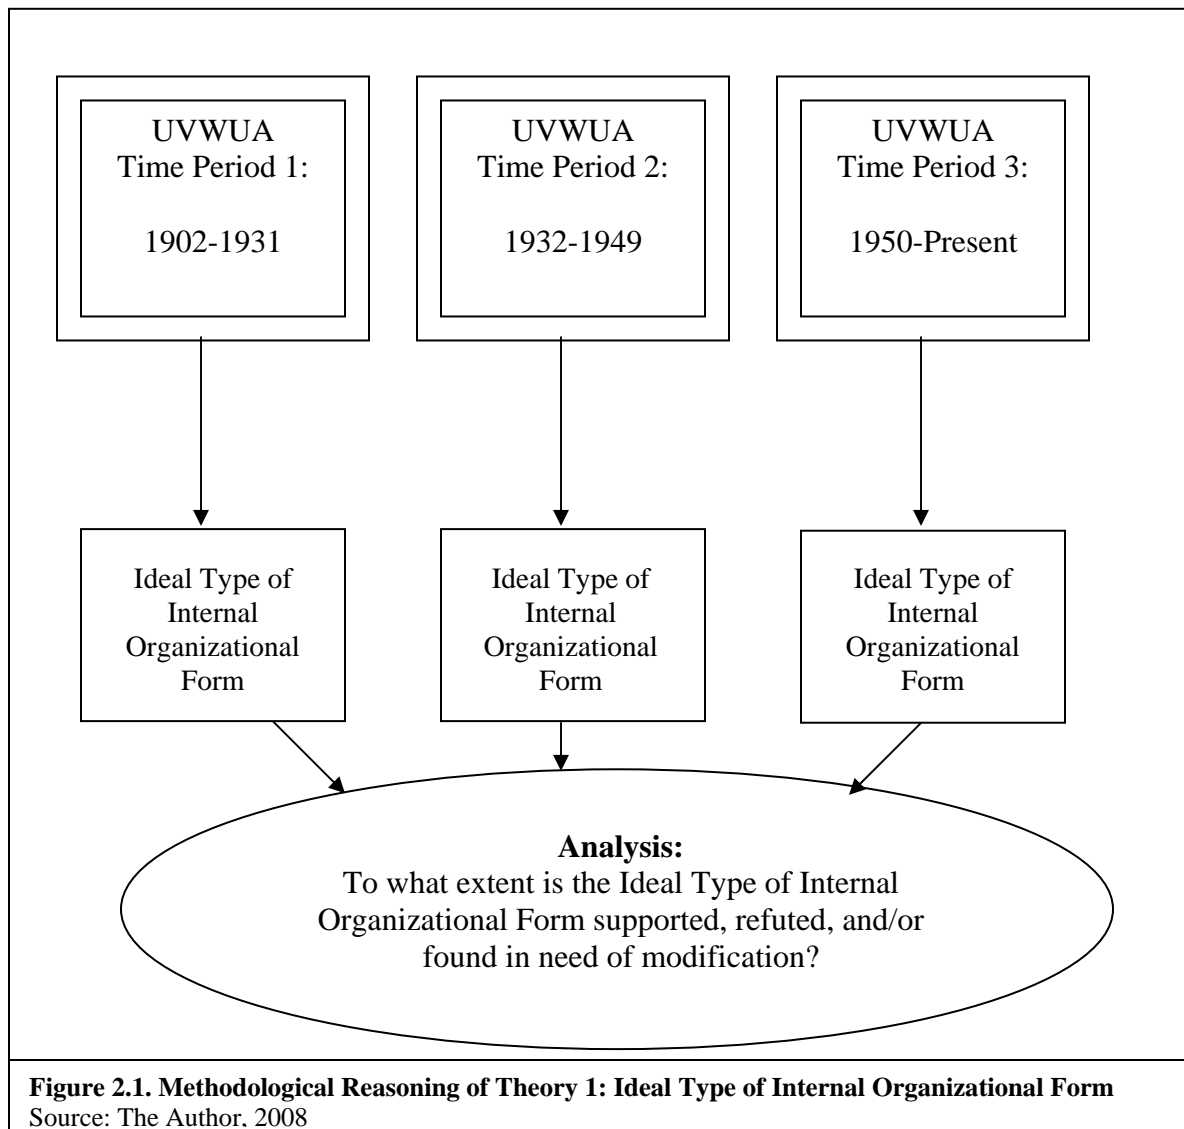 UVWUA
Time Period 1:
1902-1931
UVWUA
Time Period 2:
1932-1949
UVWUA
Time Period 3:
1950-Present
Ideal Type of
Internal
Organizational
Form
Ideal Type of
Internal
Organizational
Form
Ideal Type of
Internal
Organizational
Form
Analysis:
To what extent is the Ideal Type of Internal
Organizational Form supported, refuted, and/or
found in need of modification?
Figure 2.1. Methodological Reasoning of Theory 1: Ideal Type of Internal Organizational Form
Source: The Author, 2008